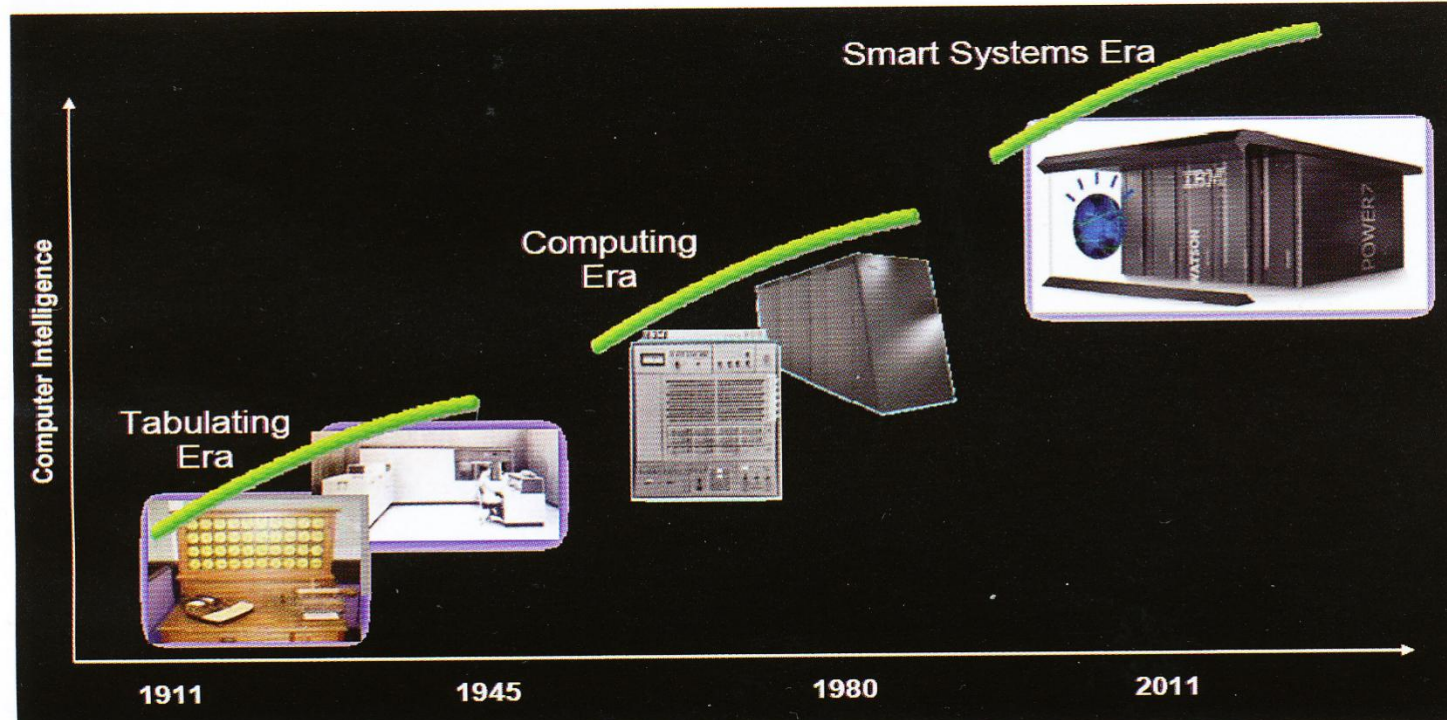 Smart Systems Era
Computing
Era
Tabulating
Era
Computer Intelligence
IBM
WATSON
POWER7
1911
1945
1980
2011